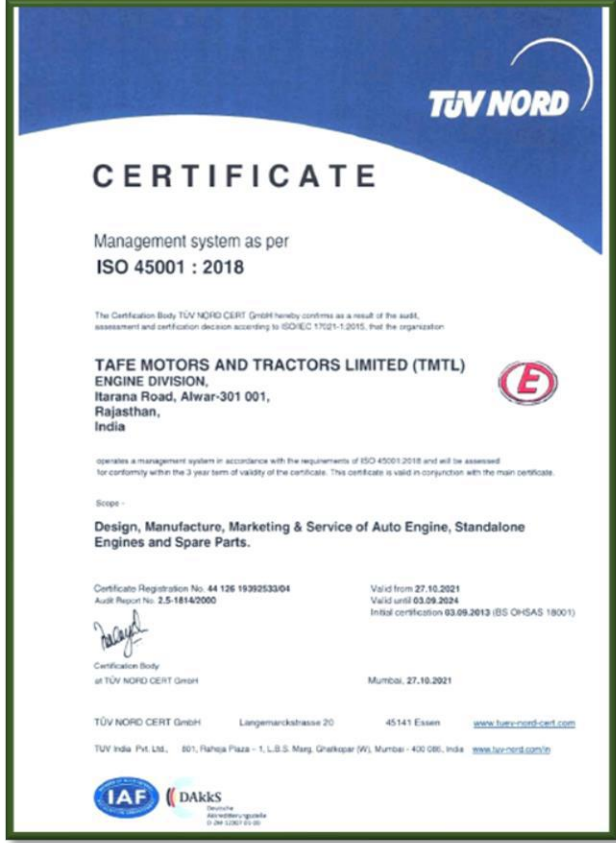 TÜV NORD
CERTIFICATE
Management system as per
ISO 45001 : 2018
The Certification Body TÜV NORD CERT GmbH hereby confirms as a result of the audit,
assessment and certification decision according to ISO/IEC 17021-1:2015, that the organization
TAFE MOTORS AND TRACTORS LIMITED (TMTL)
ENGINE DIVISION,
Itarana Road, Alwar-301 001,
Rajasthan,
India
E
operates a management system in accordance with the requirements of ISO 45001:2018 and will be assessed
for conformity within the 3 year term of validity of the certificate. This certificate is valid in conjunction with the main certificate.
Scope -
Design, Manufacture, Marketing & Service of Auto Engine, Standalone
Engines and Spare Parts.
Certificate Registration No. 44 126 19392533/04
Audit Report No. 2.5-1814/2000
Valid from 27.10.2021
Valid until 03.09.2024
Initial certification 03.09.2013 (BS OHSAS 18001)
Certification Body
at TÜV NORD CERT GmbH
Mumbai, 27.10.2021
TÜV NORD CERT GmbH Langemarckstrasse 20 45141 Essen www.tuev-nord-cert.com
TUV India Pvt. Ltd., 801, Raheja Plaza – 1, L.B.S. Marg, Ghatkopar (W), Mumbai - 400 086, India www.tuv-nord.com/in
IAF
DAkkS
Deutsche
Akkreditierungsstelle